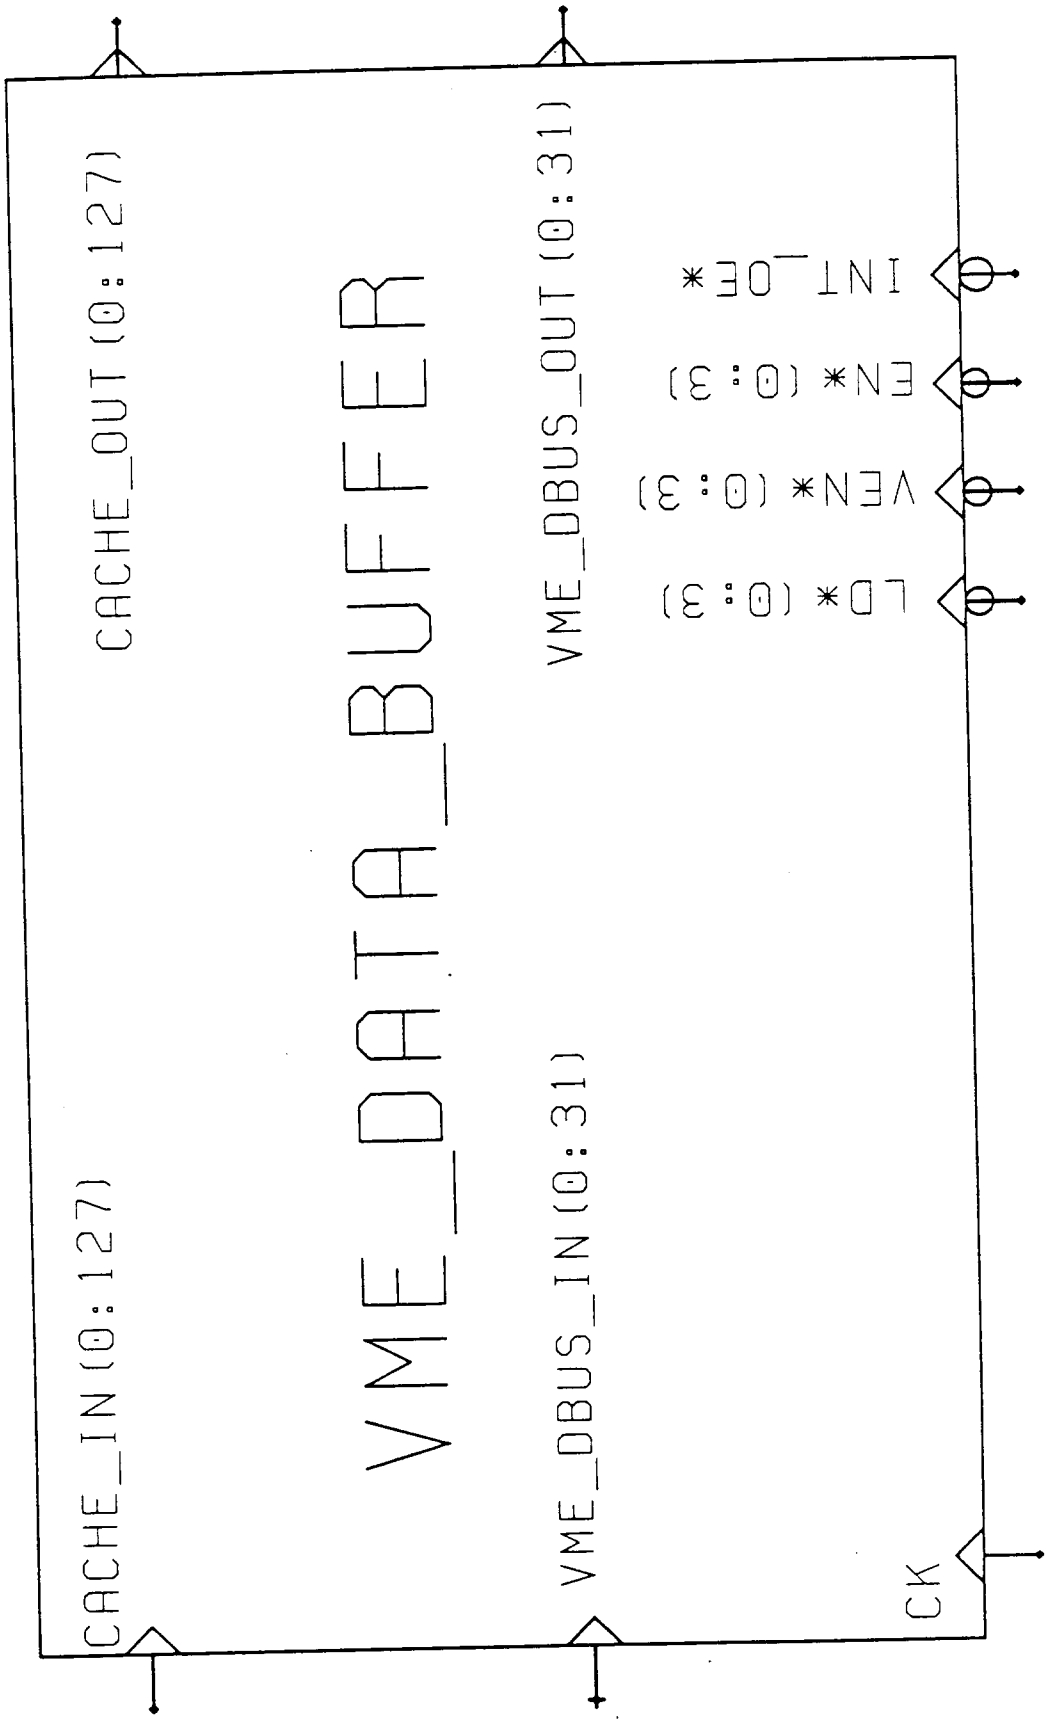 CACHE_IN(0:127)
CACHE_OUT(0:127)
VME_DATA_BUFFER
VME_DBUS_IN(0:31)
VME_DBUS_OUT(0:31)
LD*(0:3)
VEN*(0:3)
EN*(0:3)
INT_OE*
CK